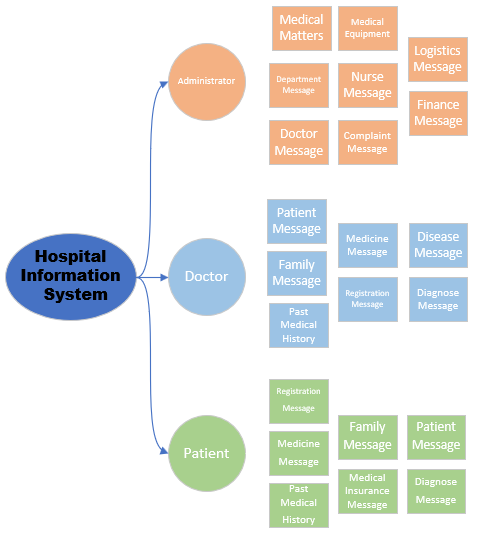 Medical
Matters
Medical
Equipment
Logistics
Message
Administrator
Department
Message
Nurse
Message
Finance
Message
Doctor
Message
Complaint
Message
Hospital
Information
System
Doctor
Patient
Message
Medicine
Message
Disease
Message
Family
Message
Registration
Message
Diagnose
Message
Past
Medical
History
Patient
Registration
Message
Family
Message
Patient
Message
Medicine
Message
Medical
Insurance
Message
Diagnose
Message
Past
Medical
History